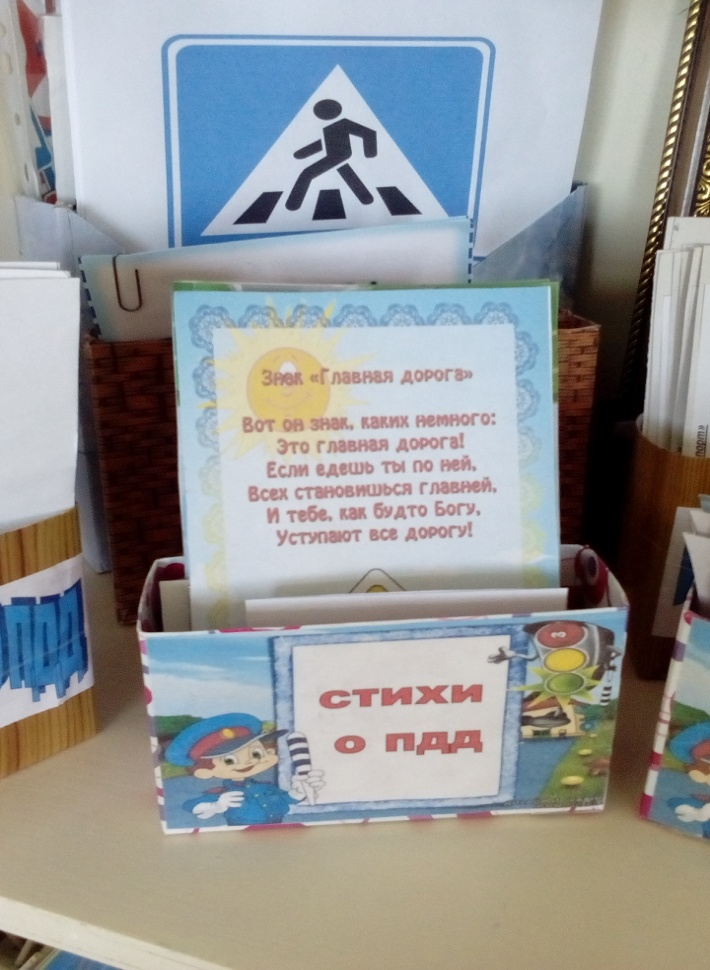 Знак «Главная дорога»
Вот он знак, каких немного:
Это главная дорога!
Если едешь ты по ней,
Всех становишься главней,
И тебе, как будто Богу,
Уступают все дорогу!
СТИХИ
О ПДД